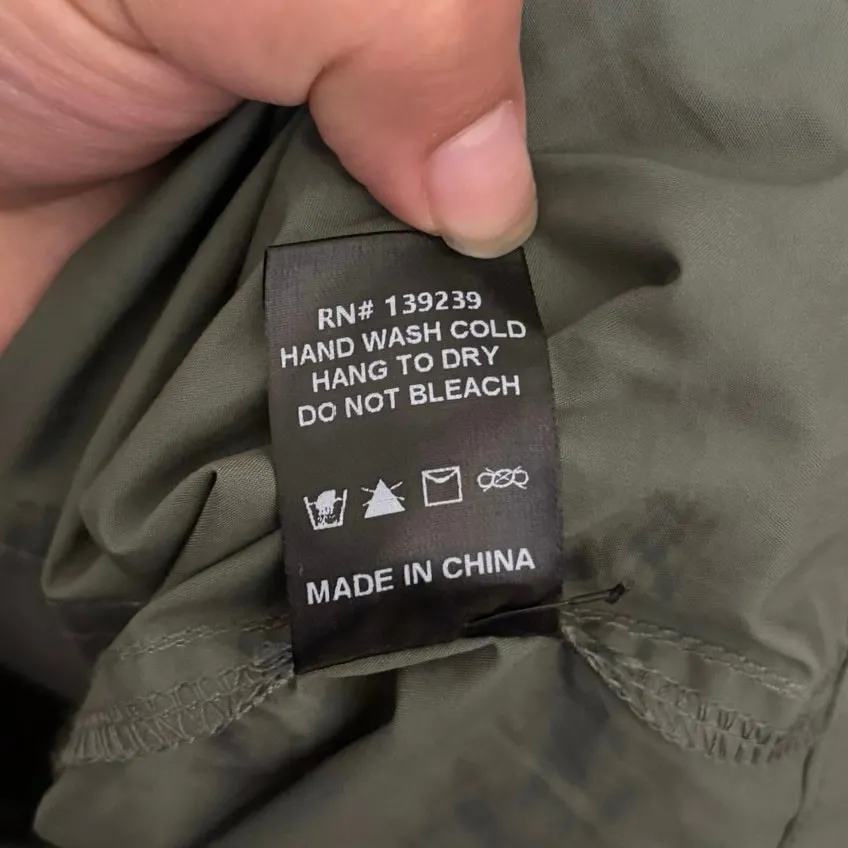 RN# 139239
HAND WASH COLD
HANG TO DRY
DO NOT BLEACH
MADE IN CHINA